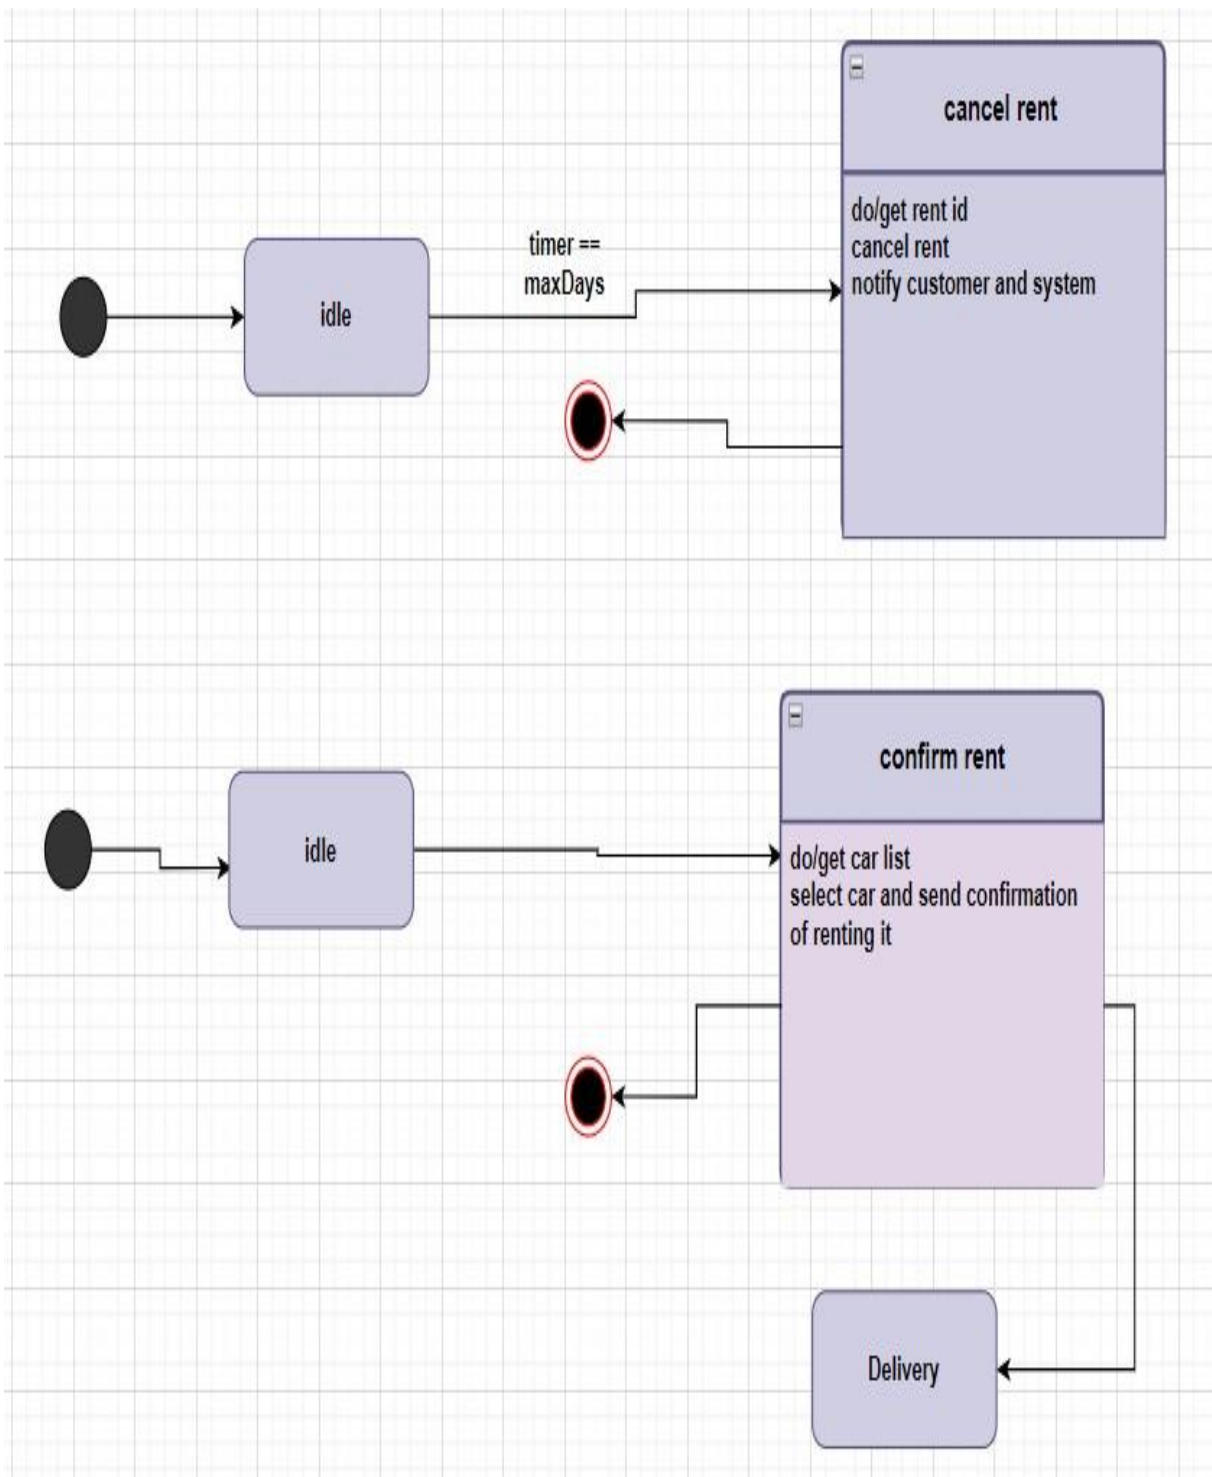 cancel rent
do/get rent id
cancel rent
notify customer and system
timer ==
maxDays
idle
confirm rent
idle
do/get car list
select car and send confirmation
of renting it
Delivery